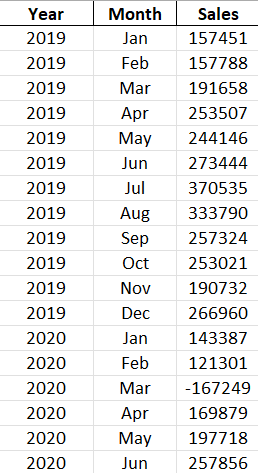 Year Month Sales
2019 Jan 157451
2019 Feb 157788
2019 Mar 191658
2019 Apr 253507
2019 May 244146
2019 Jun 273444
2019 Jul 370535
2019 Aug 333790
2019 Sep 257324
2019 Oct 253021
2019 Nov 190732
2019 Dec 266960
2020 Jan 143387
2020 Feb 121301
2020 Mar -167249
2020 Apr 169879
2020 May 197718
2020 Jun 257856